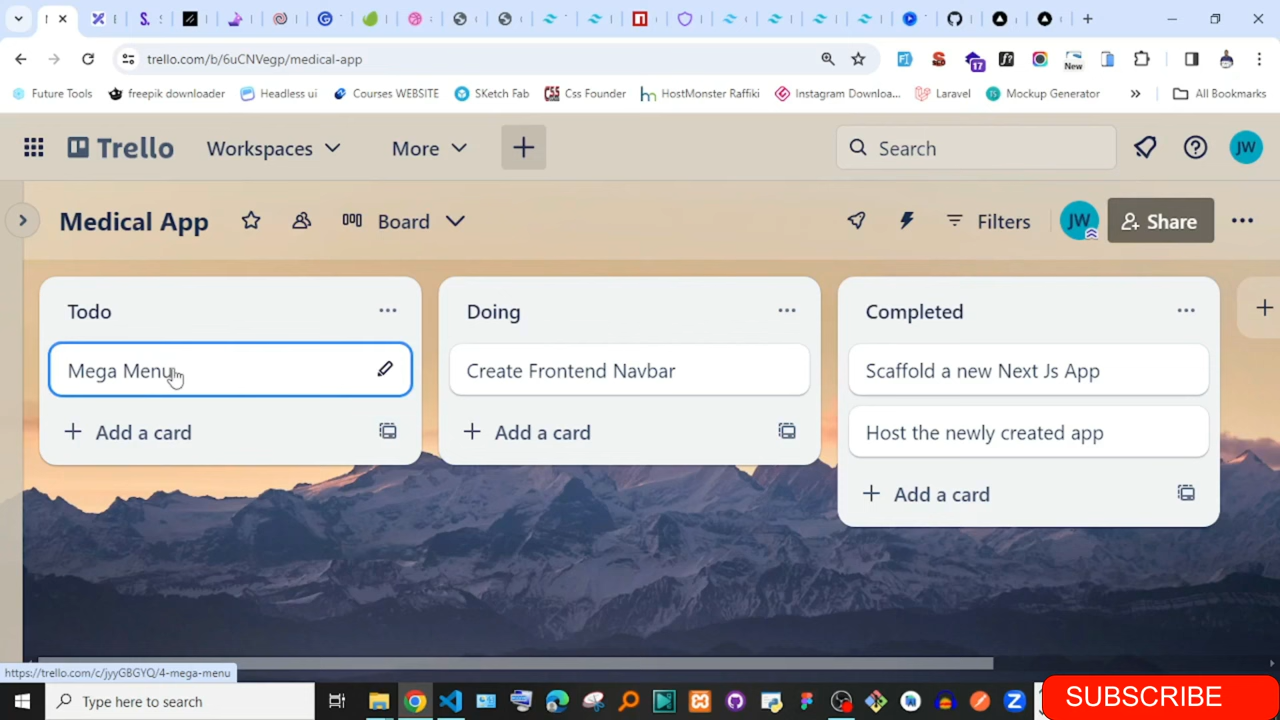 trello.com/b/6uCNVegp/medical-app
Future Tools
freepik downloader
Headless ui
Courses WEBSITE
SKetch Fab
CSS Css Founder
HostMonster Raffiki
Instagram Downloa...
Laravel
Mockup Generator
All Bookmarks
17
New
Trello
Workspaces
More
Search
JW
Medical App
Board
Filters
JW
Share
Todo
Doing
Completed
Mega Menu
Create Frontend Navbar
Scaffold a new Next Js App
Add a card
Add a card
Host the newly created app
Add a card
https://trello.com/c/jyyGBGYQ/4-mega-menu
Type here to search
SUBSCRIBE